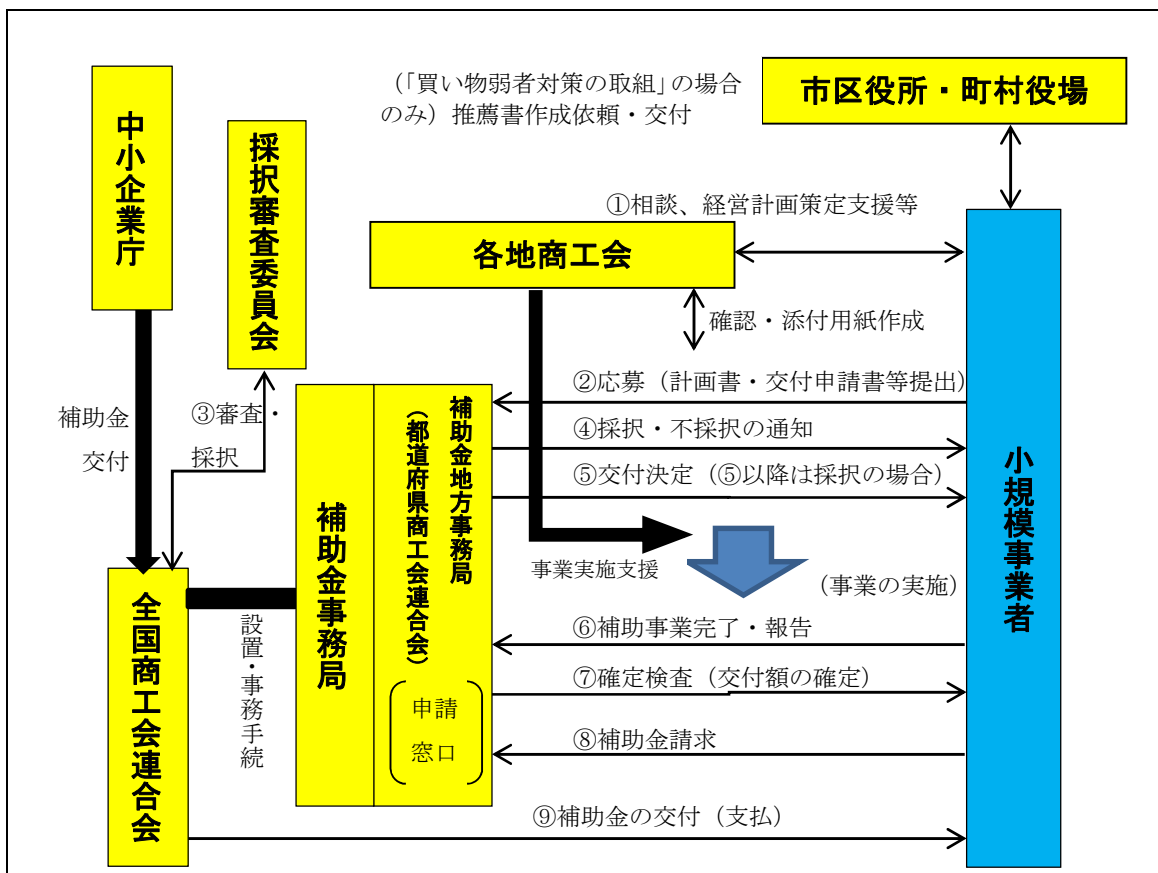 (「買い物弱者対策の取組」の場合
のみ)推薦書作成依頼・交付
市区役所・町村役場
中小企業庁
採択審査委員会
①相談、経営計画策定支援等
各地商工会
確認・添付用紙作成
補助金
交付
③審査・
採択
②応募(計画書・交付申請書等提出)
④採択・不採択の通知
⑤交付決定(⑤以降は採択の場合)
事業実施支援
(事業の実施)
小規模事業者
補助金地方事務局
(都道府県商工会連合会)
申請
窓口
補助金事務局
全国商工会連合会
設置・事務手続
⑥補助事業完了・報告
⑦確定検査(交付額の確定)
⑧補助金請求
⑨補助金の交付(支払)